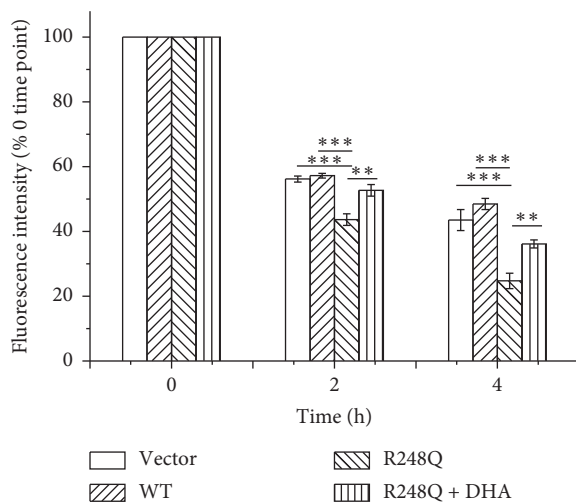 Fluorescence intensity (% 0 time point)
100
80
60
40
20
0
***
***
**
***
***
**
0
2
4
Time (h)
Vector
R248Q
WT
R248Q + DHA